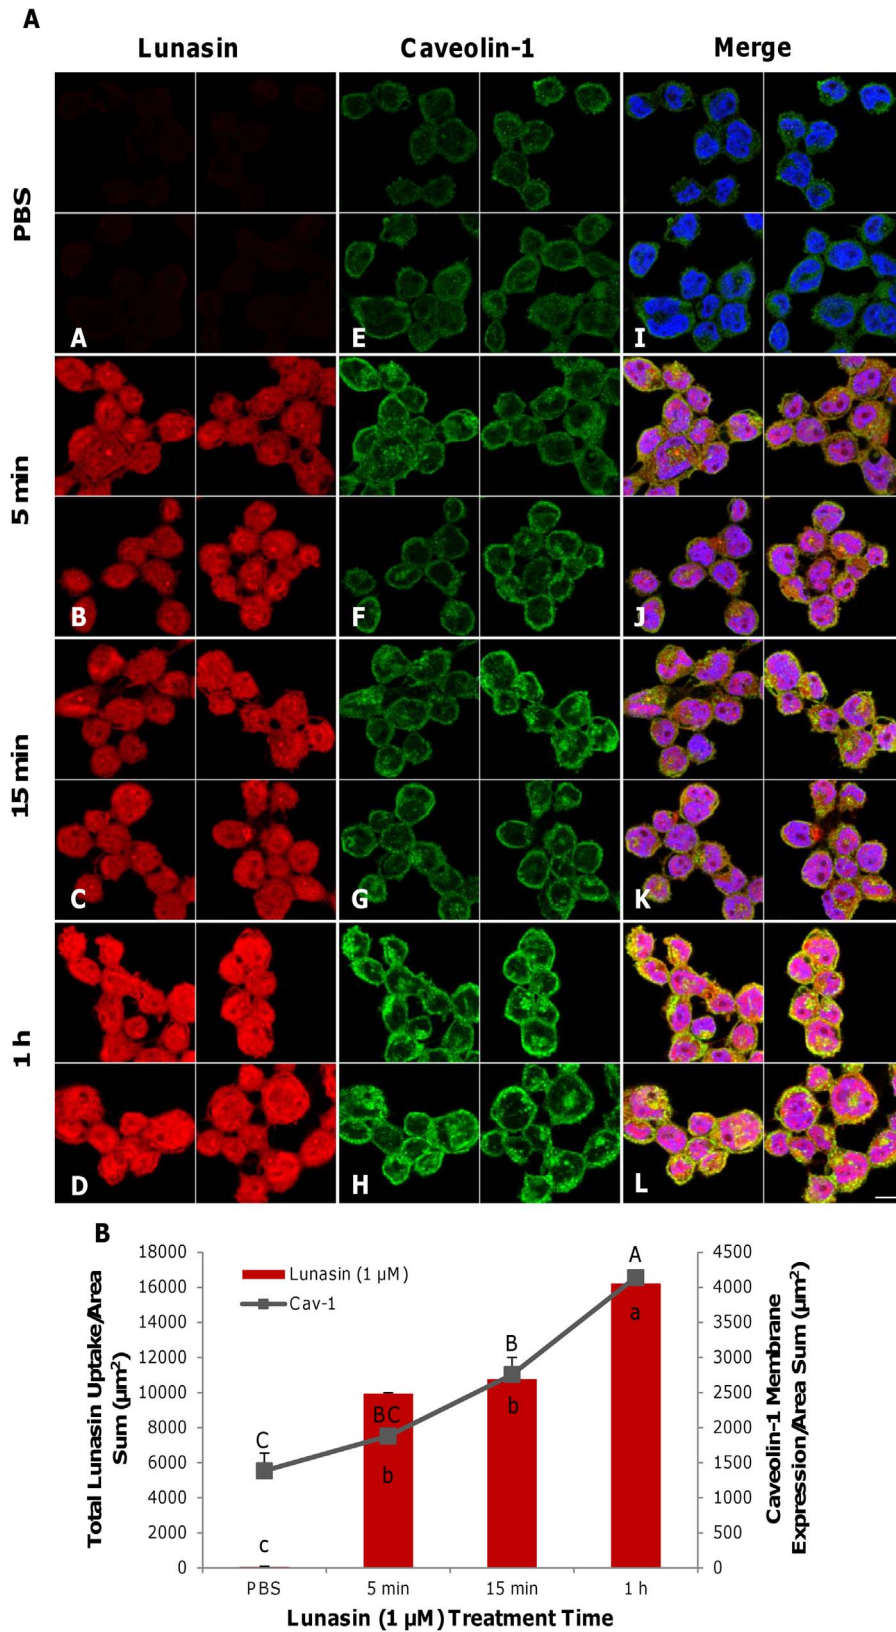 A
Lunasin Caveolin-1 Merge
PBS
A E I
5 min
B F J
15 min
C G K
1 h
D H L
B
Total Lunasin Uptake/Area
Sum (µm²)
18000
16000
14000
12000
10000
8000
6000
4000
2000
0
Lunasin (1 µM)
Cav-1
C BC B A
c b b a
4500
4000
3500
3000
2500
2000
1500
1000
500
0
Caveolin-1 Membrane
Expression/Area Sum (µm²)
PBS 5 min 15 min 1 h
Lunasin (1 µM) Treatment Time